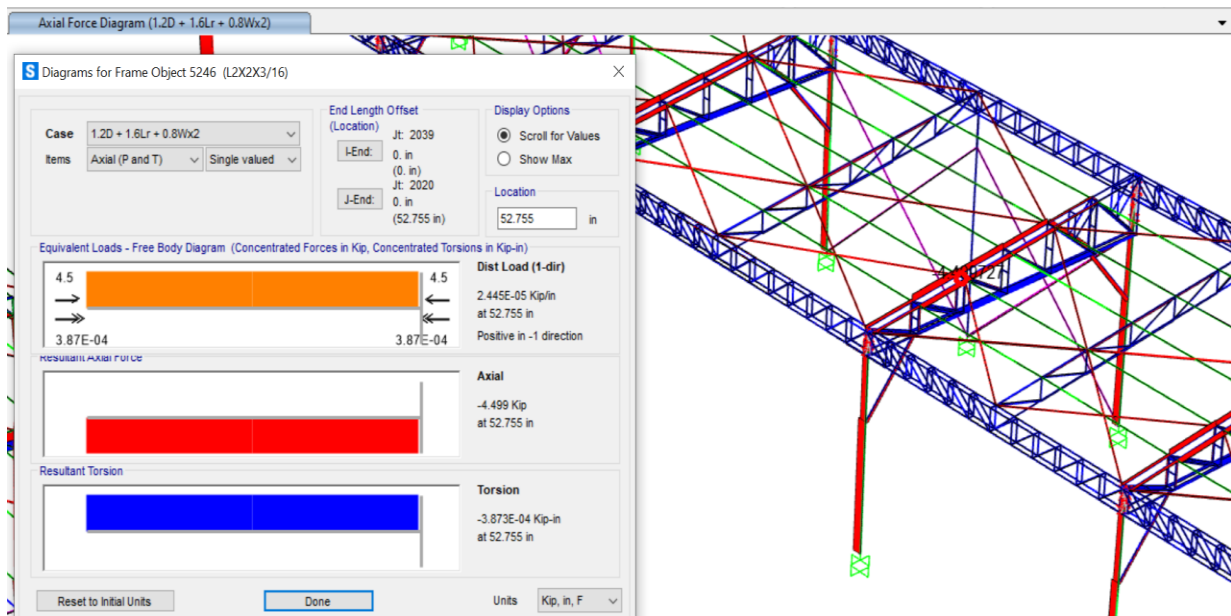 Axial Force Diagram (1.2D + 1.6Lr + 0.8Wx2)
S Diagrams for Frame Object 5246 (L2X2X3/16)
Case 1.2D + 1.6Lr + 0.8Wx2
Items Axial (P and T) Single valued
End Length Offset
(Location)
Jt: 2039
I-End: 0. in
(0. in)
Jt: 2020
J-End: 0. in
(52.755 in)
Display Options
Scroll for Values
Show Max
Location
52.755 in
Equivalent Loads - Free Body Diagram (Concentrated Forces in Kip, Concentrated Torsions in Kip-in)
4.5 4.5
3.87E-04 3.87E-04
Dist Load (1-dir)
2.445E-05 Kip/in
at 52.755 in
Positive in -1 direction
Resultant Axial Force
Axial
-4.499 Kip
at 52.755 in
Resultant Torsion
Torsion
-3.873E-04 Kip-in
at 52.755 in
Reset to Initial Units Done Units Kip, in, F